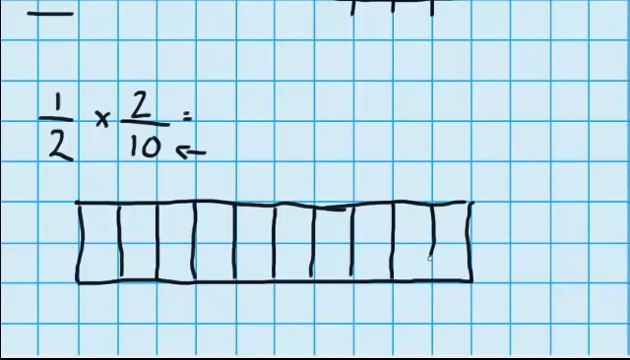 1/2 × 2/10 = ←